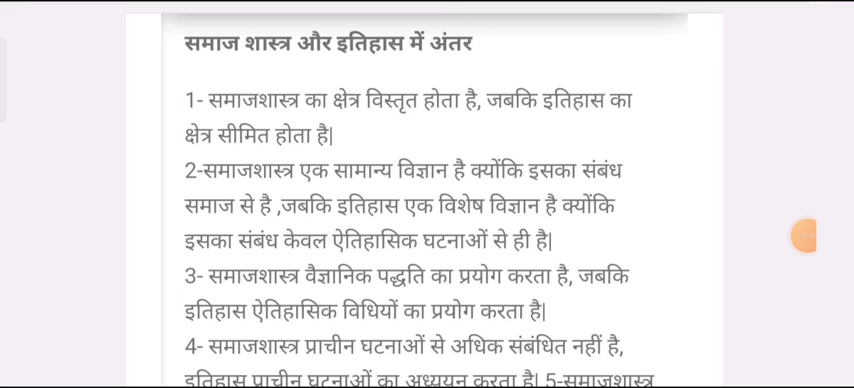 समाज शास्त्र और इतिहास में अंतर
1- समाजशास्त्र का क्षेत्र विस्तृत होता है, जबकि इतिहास का
क्षेत्र सीमित होता है|
2-समाजशास्त्र एक सामान्य विज्ञान है क्योंकि इसका संबंध
समाज से है ,जबकि इतिहास एक विशेष विज्ञान है क्योंकि
इसका संबंध केवल ऐतिहासिक घटनाओं से ही है|
3- समाजशास्त्र वैज्ञानिक पद्धति का प्रयोग करता है, जबकि
इतिहास ऐतिहासिक विधियों का प्रयोग करता है|
4- समाजशास्त्र प्राचीन घटनाओं से अधिक संबंधित नहीं है,
इतिहास प्राचीन घटनाओं का अध्ययन करता है| 5-समाजशास्त्र